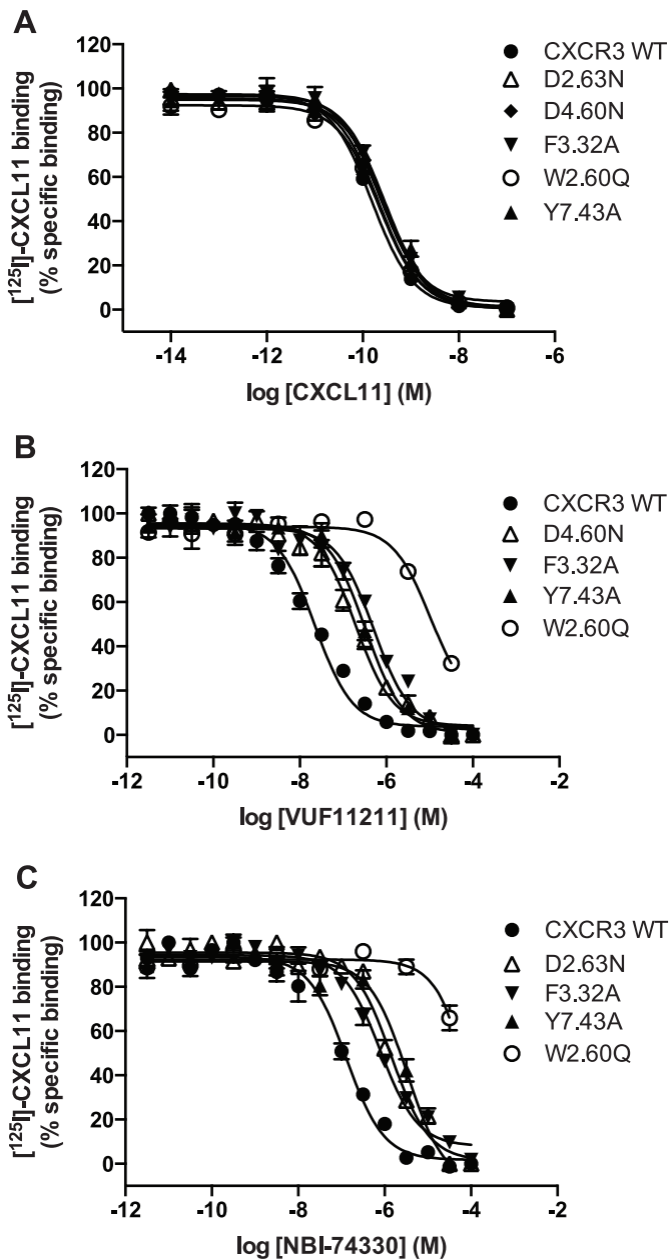 A
[125I]-CXCL11 binding
(% specific binding)
120
100
80
60
40
20
0
-14
-12
-10
-8
-6
log [CXCL11] (M)
CXCR3 WT
D2.63N
D4.60N
F3.32A
W2.60Q
Y7.43A
B
[125I]-CXCL11 binding
(% specific binding)
120
100
80
60
40
20
0
-12
-10
-8
-6
-4
-2
log [VUF11211] (M)
CXCR3 WT
D4.60N
F3.32A
Y7.43A
W2.60Q
C
[125I]-CXCL11 binding
(% specific binding)
120
100
80
60
40
20
0
-12
-10
-8
-6
-4
-2
log [NBI-74330] (M)
CXCR3 WT
D2.63N
F3.32A
Y7.43A
W2.60Q